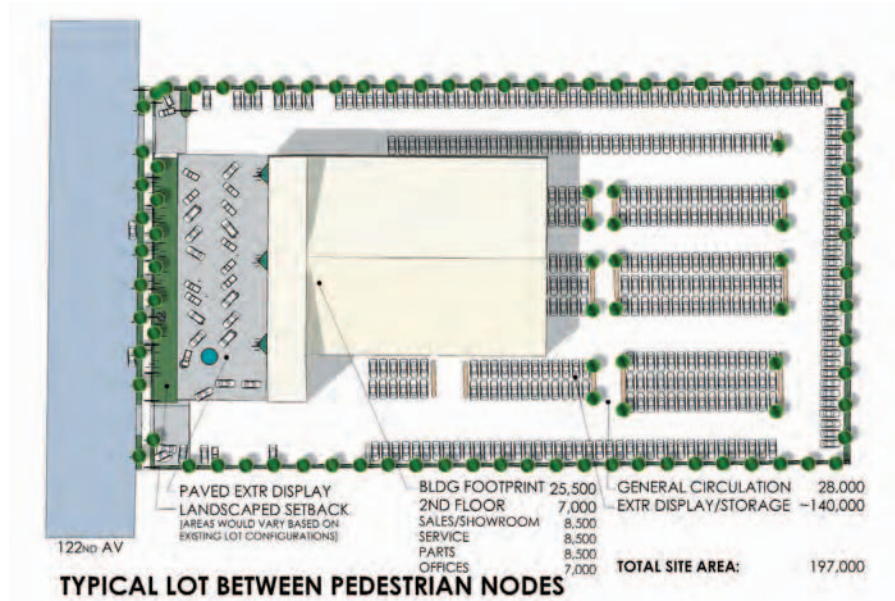 PAVED EXTR DISPLAY
LANDSCAPED SETBACK
(AREAS WOULD VARY BASED ON
EXISTING LOT CONFIGURATIONS)
122ND AV
BLDG FOOTPRINT 25,500
2ND FLOOR 7,000
SALES/SHOWROOM 8,500
SERVICE 8,500
PARTS 8,500
OFFICES 7,000
GENERAL CIRCULATION 28,000
EXTR DISPLAY/STORAGE ~140,000
TOTAL SITE AREA: 197,000
TYPICAL LOT BETWEEN PEDESTRIAN NODES